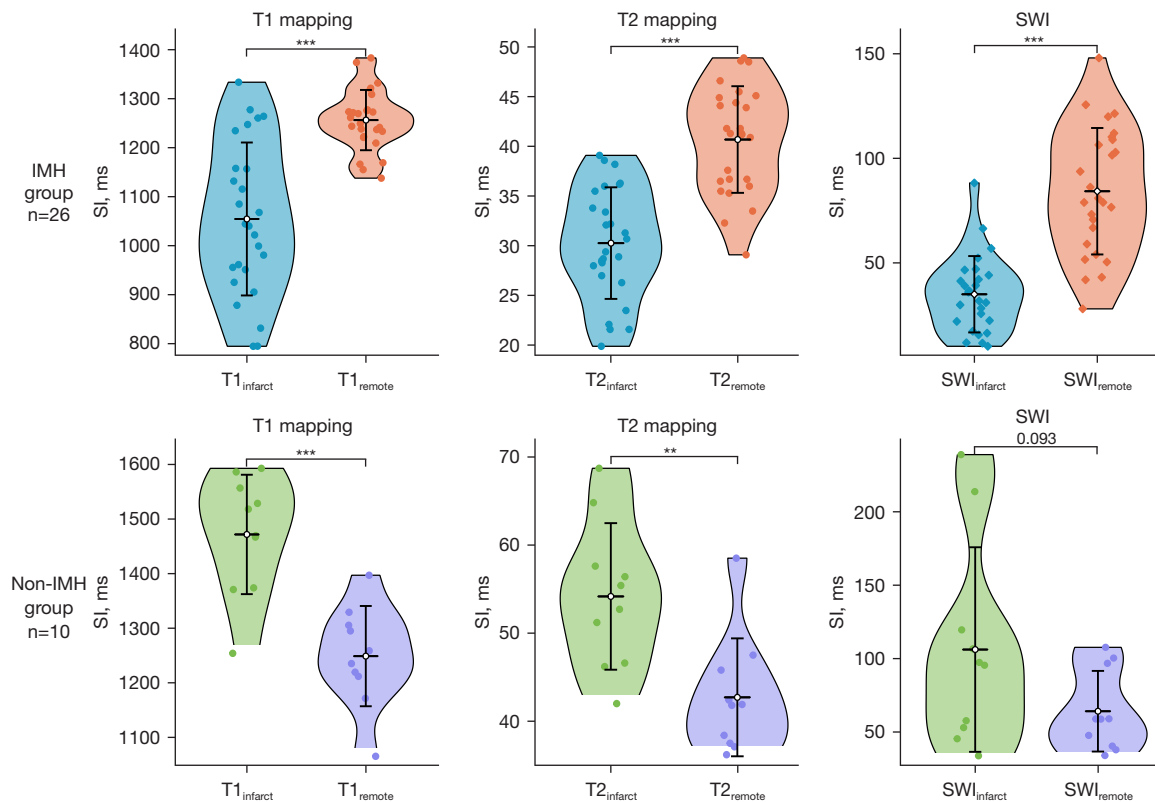 T1 mapping
T2 mapping
SWI
IMH
group
n=26
SI, ms
1400
1300
1200
1100
1000
900
800
***
T1infarct
T1remote
SI, ms
50
45
40
35
30
25
20
***
T2infarct
T2remote
SI, ms
150
100
50
***
SWIinfarct
SWIremote
T1 mapping
T2 mapping
SWI
Non-IMH
group
n=10
SI, ms
1600
1500
1400
1300
1200
1100
***
T1infarct
T1remote
SI, ms
70
60
50
40
**
T2infarct
T2remote
SI, ms
200
150
100
50
0.093
SWIinfarct
SWIremote